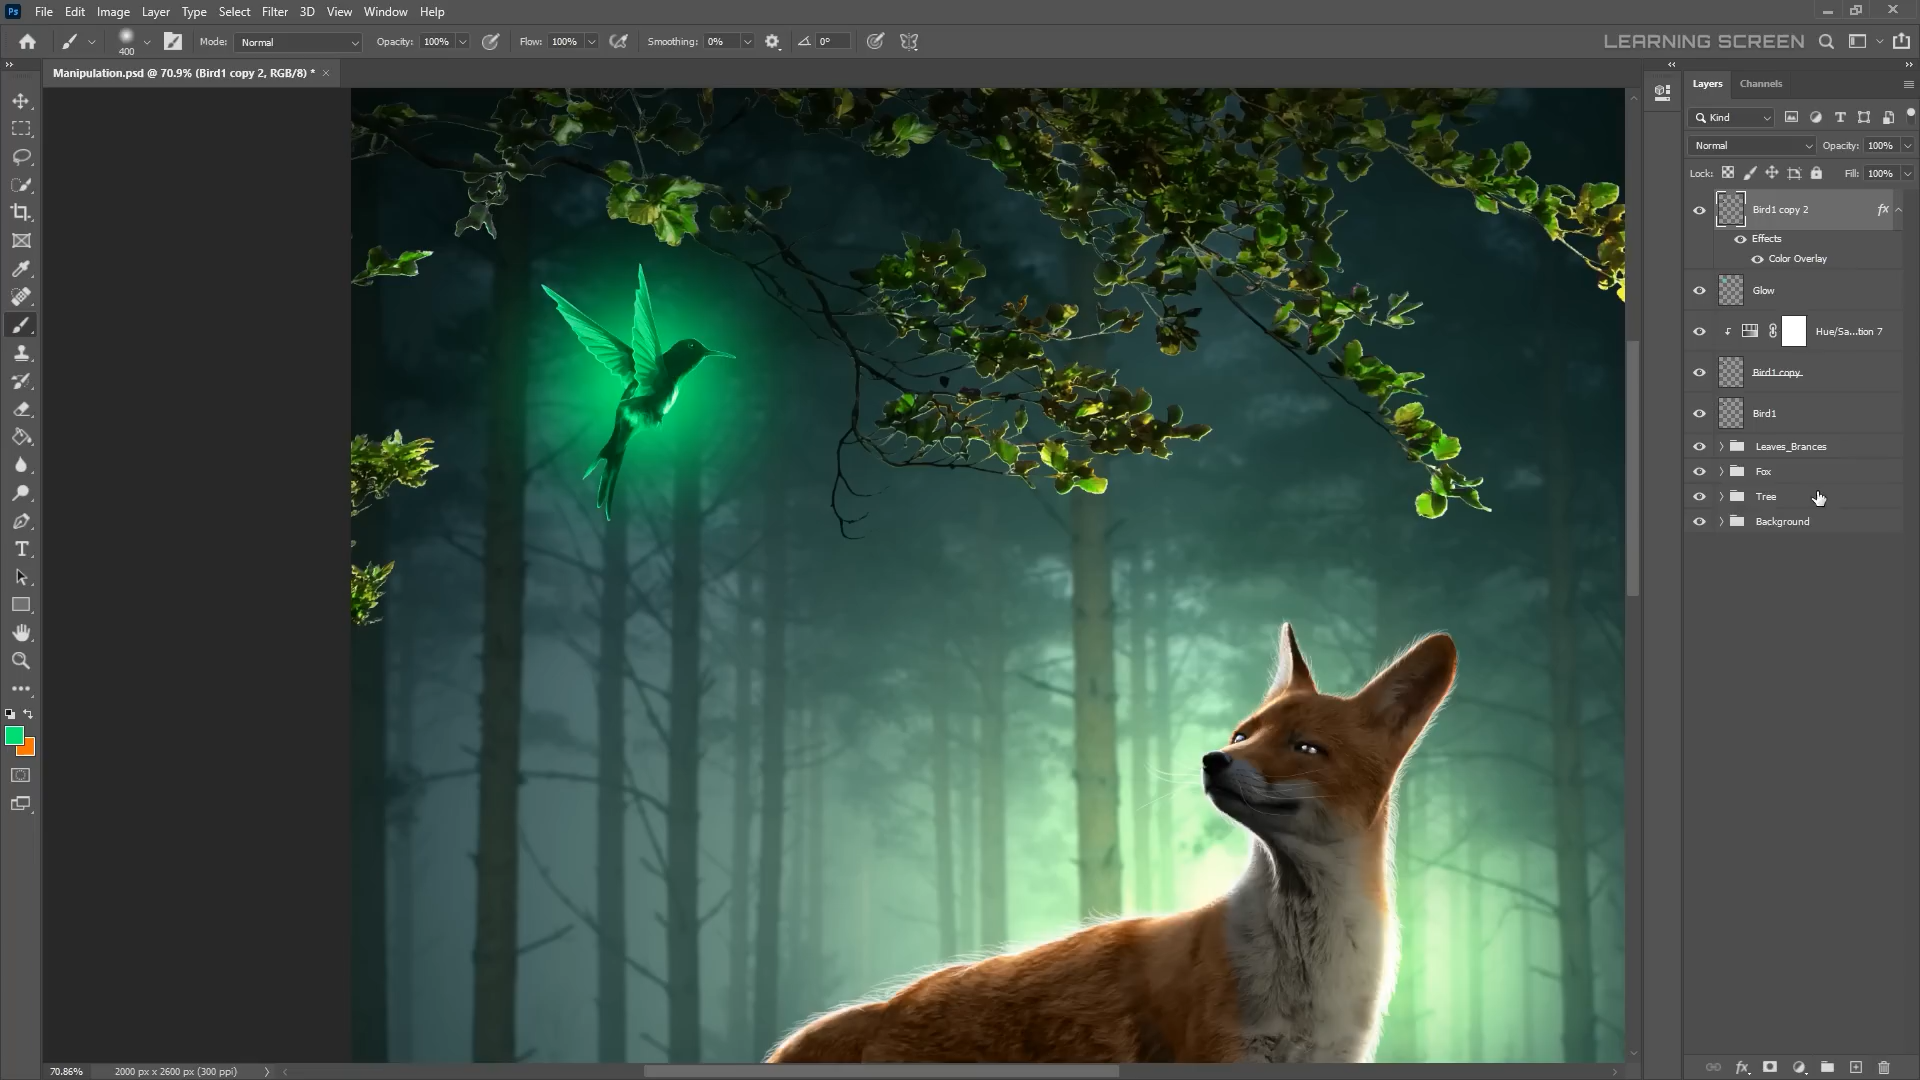 Ps File Edit Image Layer Type Select Filter 3D View Window Help
400 Mode: Normal Opacity: 100% Flow: 100% Smoothing: 0% 0° LEARNING SCREEN
Manipulation.psd @ 70.9% (Bird1 copy 2, RGB/8) *
Layers Channels
Kind
Normal Opacity: 100%
Lock: Fill: 100%
Bird1 copy 2 fx
Effects
Color Overlay
Glow
Hue/Sa...tion 7
Bird1 copy
Bird1
Leaves_Brances
Fox
Tree
Background
70.86% 2000 px x 2600 px (300 ppi)
fx